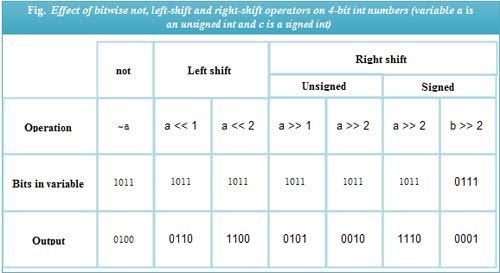 Fig. Effect of bitwise not, left-shift and right-shift operators on 4-bit int numbers (variable a is
an unsigned int and c is a signed int)
not Left shift Right shift
Unsigned Signed
Operation ~a a << 1 a << 2 a >> 1 a >> 2 a >> 2 b >> 2
Bits in variable 1011 1011 1011 1011 1011 1011 0111
Output 0100 0110 1100 0101 0010 1110 0001